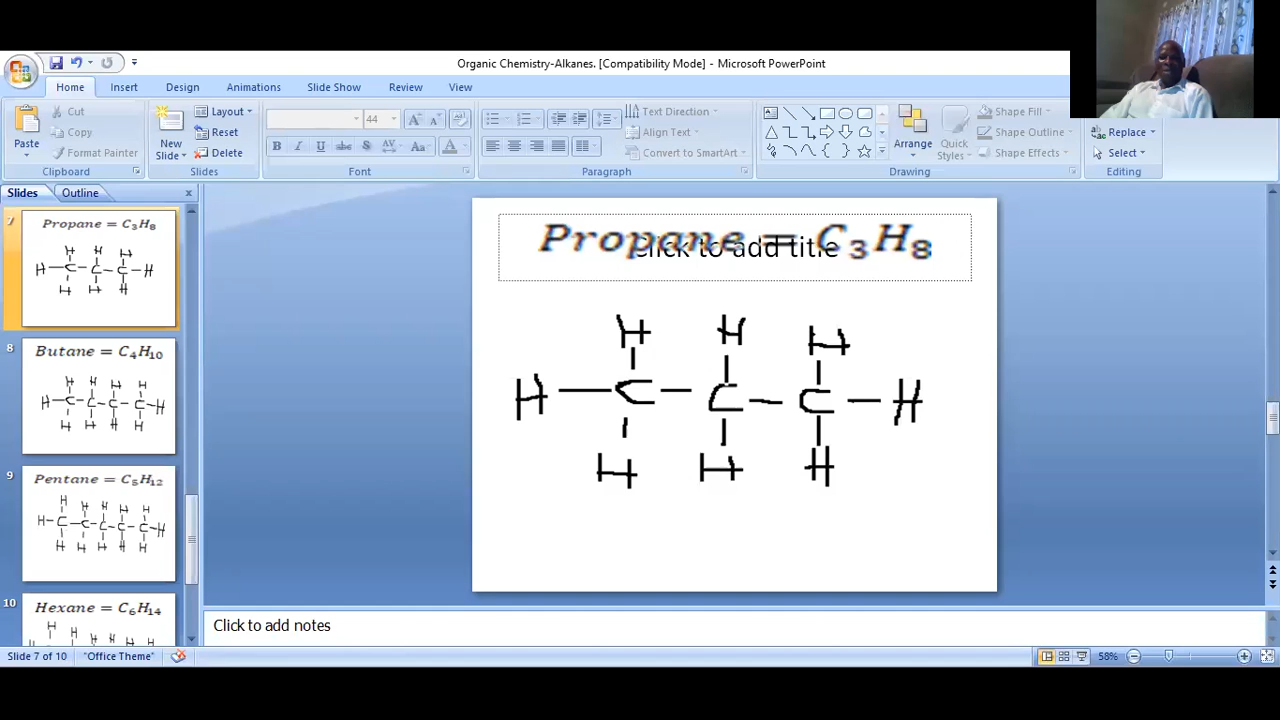 Organic Chemistry-Alkanes. [Compatibility Mode] - Microsoft PowerPoint
Home Insert Design Animations Slide Show Review View
Paste Cut Copy Format Painter Clipboard
New Slide Layout Reset Delete Slides
44 B I U abc S AV Aa A Font
Text Direction Align Text Convert to SmartArt Paragraph
Arrange Quick Styles Shape Fill Shape Outline Shape Effects Drawing
Replace Select Editing
Slides Outline
7 Propane = C₃H₈
H H H
H C C C H
H H H
8 Butane = C₄H₁₀
H H H H
H C C C C H
H H H H
9 Pentane = C₅H₁₂
H H H H H
H C C C C C H
H H H H H
10 Hexane = C₆H₁₄
H H H H H H
Propane = C₃H₈
Click to add title
H H H
H — C — C — C — H
H H H
Click to add notes
Slide 7 of 10 "Office Theme" 58%